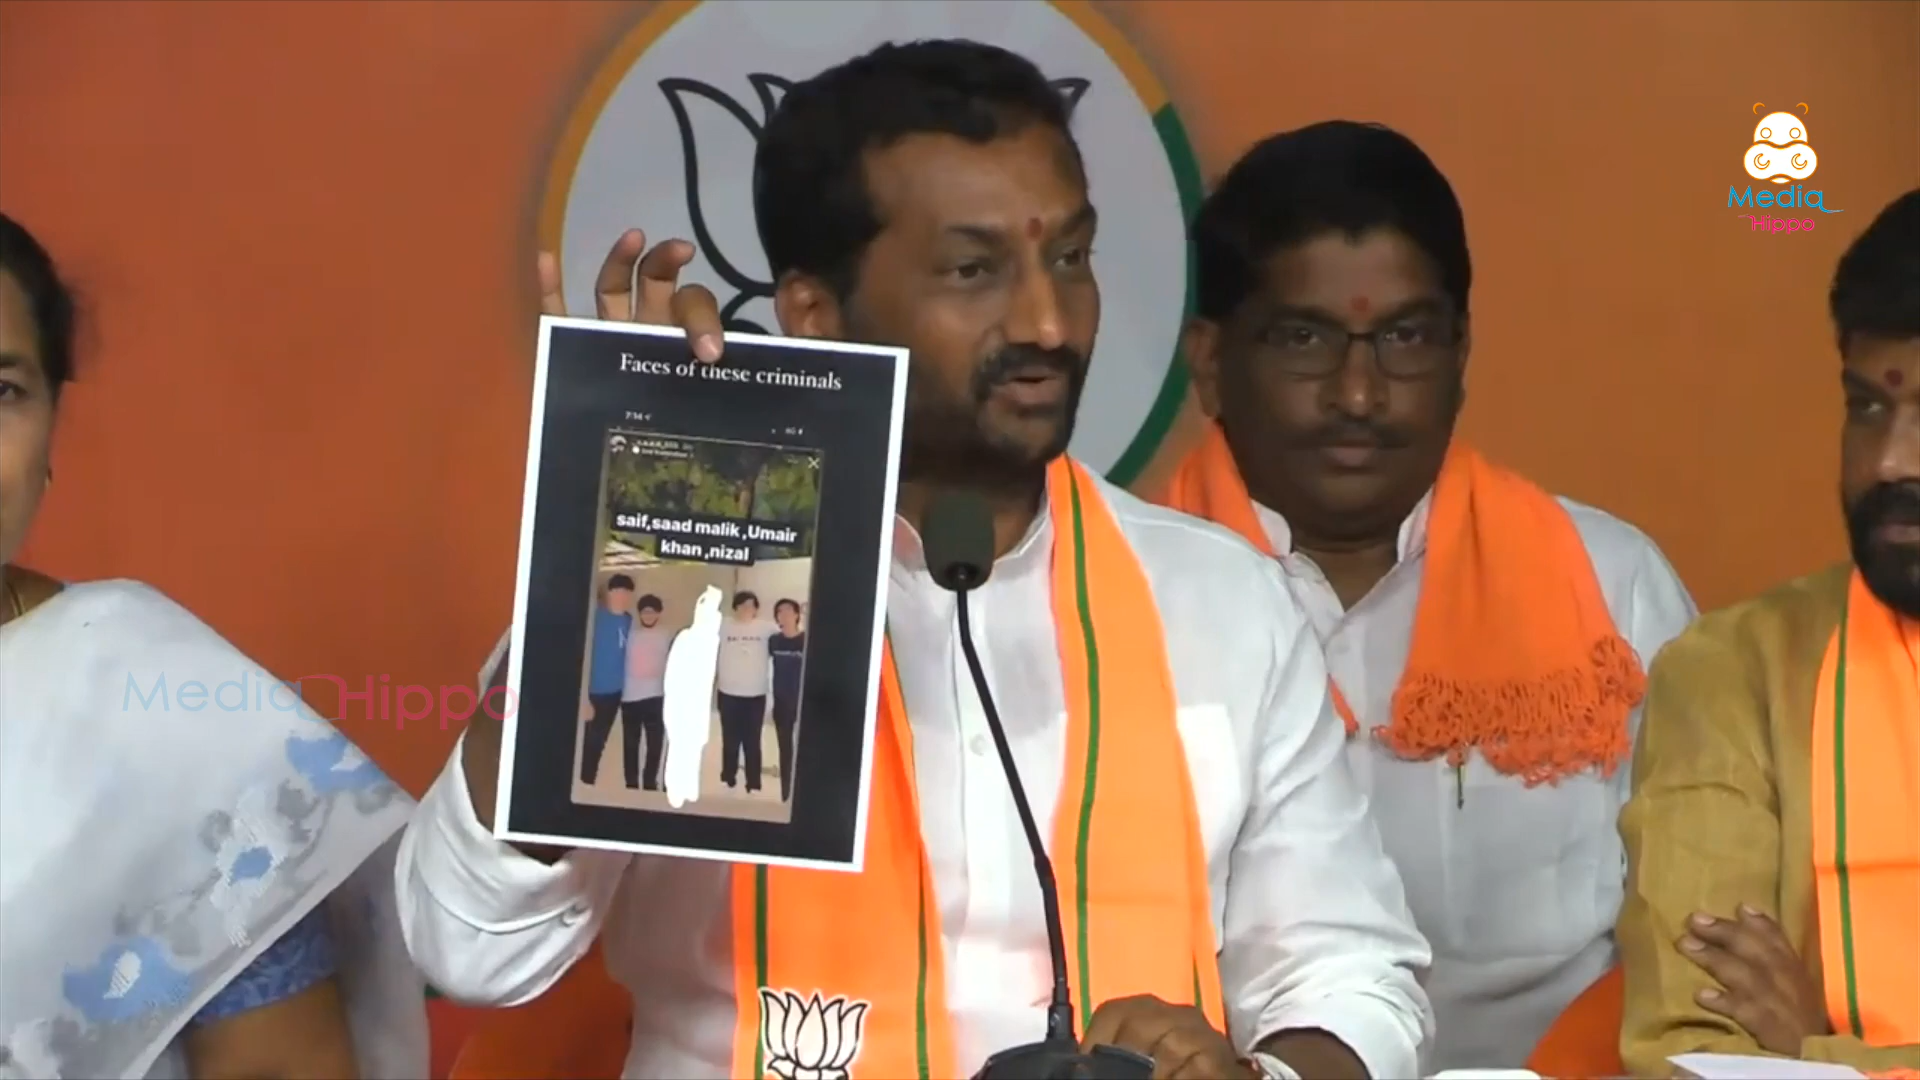 Media
Hippo
Faces of these criminals
saif,saad malik ,Umair
khan ,nizal
Media Hippo